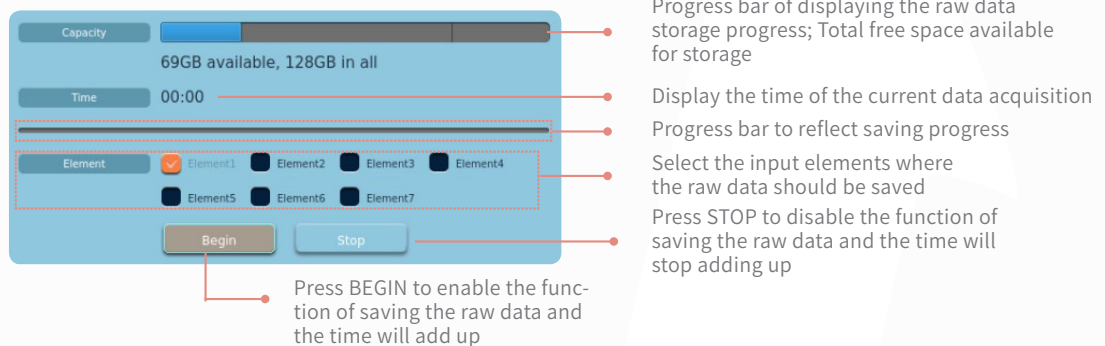 Progress bar of displaying the raw data
storage progress; Total free space available
for storage
Capacity
69GB available, 128GB in all
Time
00:00
Display the time of the current data acquisition
Progress bar to reflect saving progress
Element
Element1
Element2
Element3
Element4
Element5
Element6
Element7
Select the input elements where
the raw data should be saved
Begin
Stop
Press STOP to disable the function of
saving the raw data and the time will
stop adding up
Press BEGIN to enable the func-
tion of saving the raw data and
the time will add up